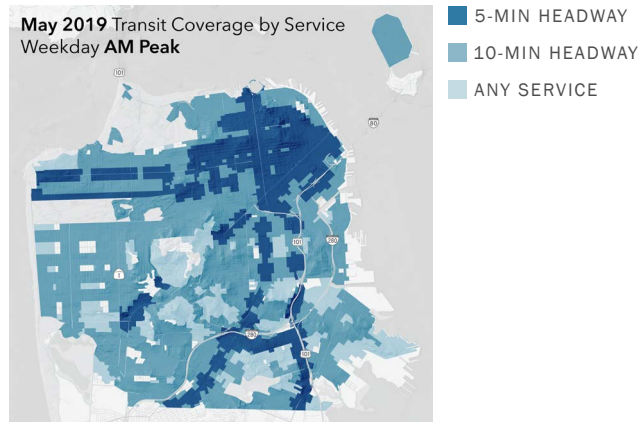 May 2019 Transit Coverage by Service
Weekday AM Peak
5-MIN HEADWAY
10-MIN HEADWAY
ANY SERVICE
101
80
101
280
1
280
101